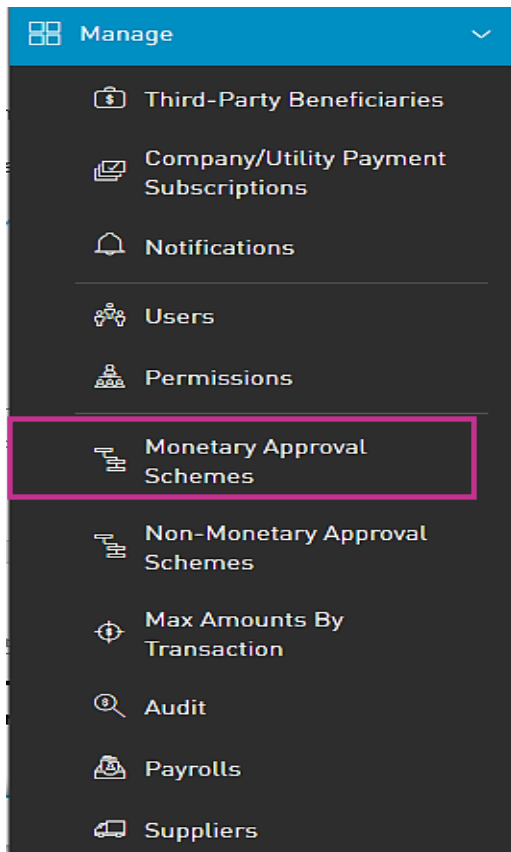 Manage
Third-Party Beneficiaries
Company/Utility Payment
Subscriptions
Notifications
Users
Permissions
Monetary Approval
Schemes
Non-Monetary Approval
Schemes
Max Amounts By
Transaction
Audit
Payrolls
Suppliers